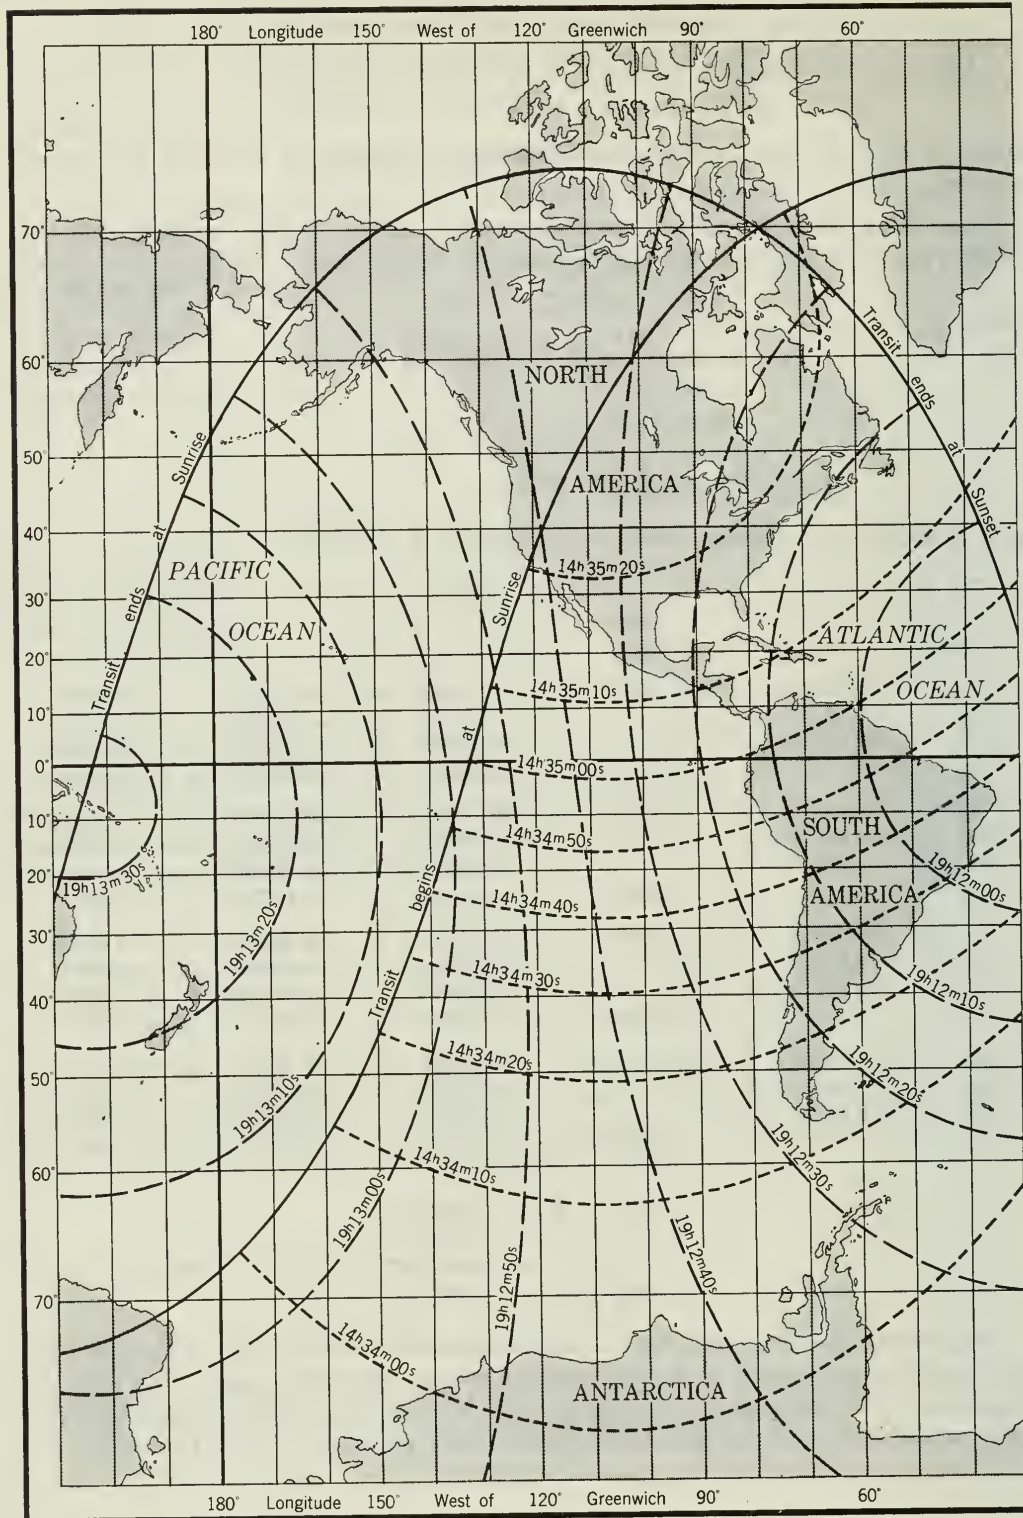 180° Longitude 150° West of 120° Greenwich 90° 60°
70°
Transit
60°
NORTH
ends
50°
Sunrise
at
AMERICA
Sunset
40°
at
PACIFIC
14h35m20s
30°
ends
Sunrise
OCEAN
ATLANTIC
20°
Transit
14h35m10s
OCEAN
10°
at
0°
14h35m00s
10°
14h34m50s
SOUTH
20°
19h13m30s
begins
14h34m40s
AMERICA
19h12m00s
30°
19h13m20s
14h34m30s
19h12m10s
40°
Transit
14h34m20s
19h12m20s
50°
19h13m10s
14h34m10s
19h12m30s
60°
19h13m00s
19h12m50s
19h12m40s
70°
14h34m00s
ANTARCTICA
180° Longitude 150° West of 120° Greenwich 90° 60°